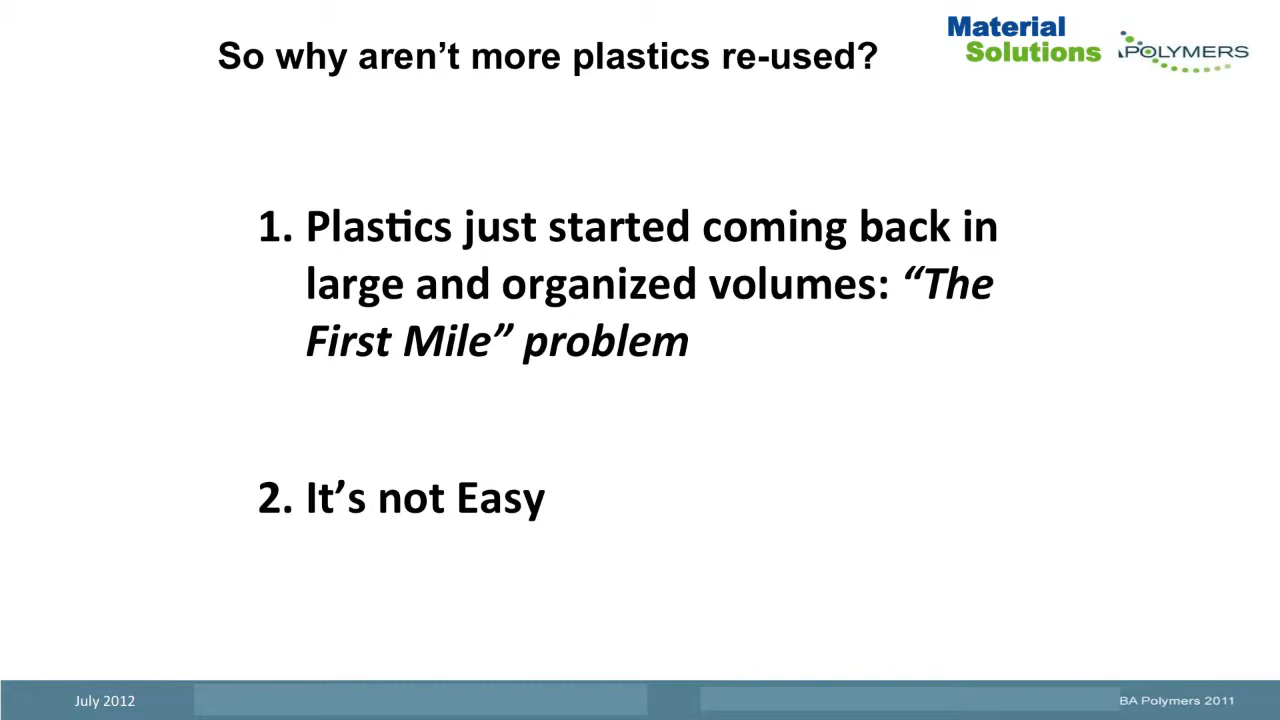 So why aren’t more plastics re-used?
Material
Solutions
POLYMERS
1. Plastics just started coming back in
large and organized volumes: “The
First Mile” problem
2. It’s not Easy
July 2012
BA Polymers 2011